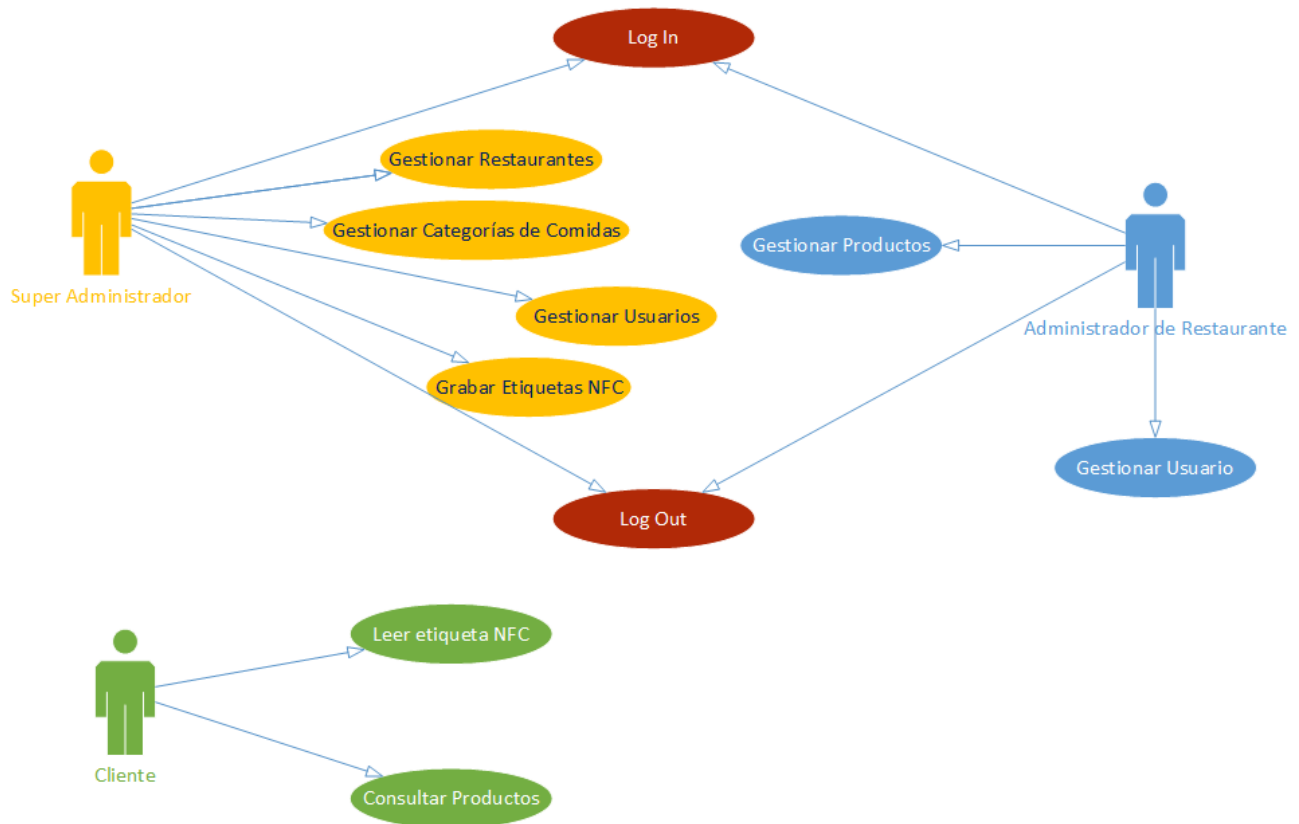 Log In
Gestionar Restaurantes
Gestionar Categorías de Comidas
Gestionar Productos
Super Administrador
Gestionar Usuarios
Administrador de Restaurante
Grabar Etiquetas NFC
Gestionar Usuario
Log Out
Leer etiqueta NFC
Cliente
Consultar Productos